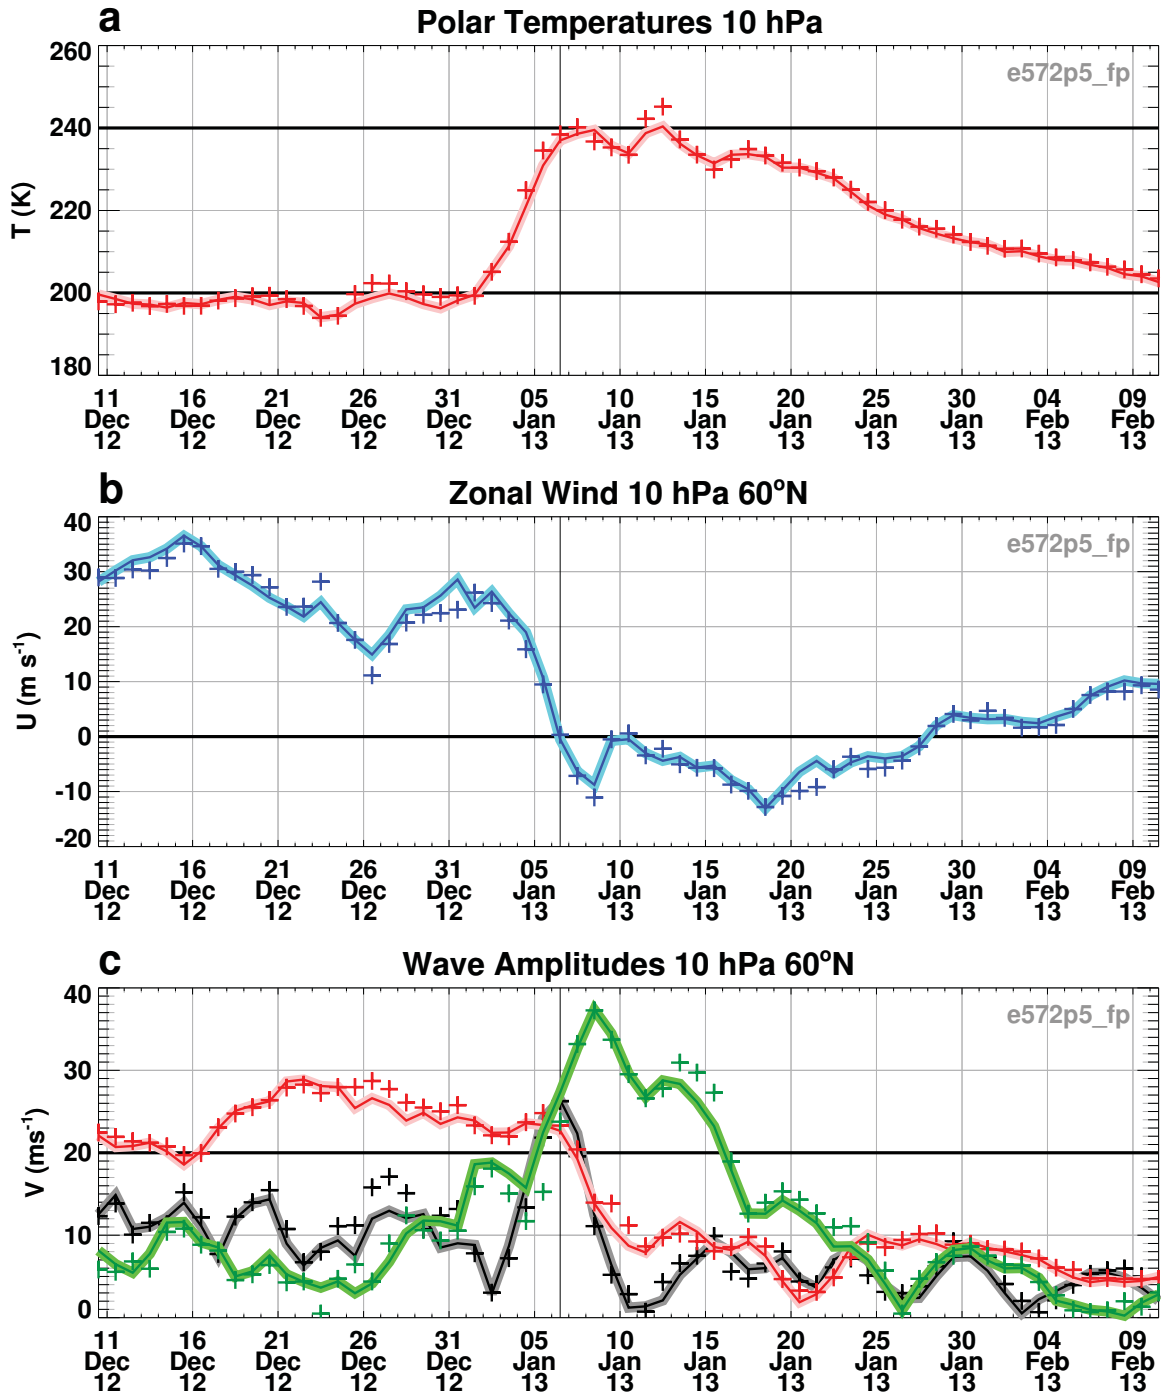 a
Polar Temperatures 10 hPa
e572p5_fp
T (K)
260
240
220
200
180
11 16 21 26 31 05 10 15 20 25 30 04 09
Dec Dec Dec Dec Dec Jan Jan Jan Jan Jan Jan Feb Feb
12 12 12 12 12 13 13 13 13 13 13 13 13
b
Zonal Wind 10 hPa 60°N
e572p5_fp
U (m s-1)
40
30
20
10
0
-10
-20
11 16 21 26 31 05 10 15 20 25 30 04 09
Dec Dec Dec Dec Dec Jan Jan Jan Jan Jan Jan Feb Feb
12 12 12 12 12 13 13 13 13 13 13 13 13
c
Wave Amplitudes 10 hPa 60°N
e572p5_fp
V (ms-1)
40
30
20
10
0
11 16 21 26 31 05 10 15 20 25 30 04 09
Dec Dec Dec Dec Dec Jan Jan Jan Jan Jan Jan Feb Feb
12 12 12 12 12 13 13 13 13 13 13 13 13